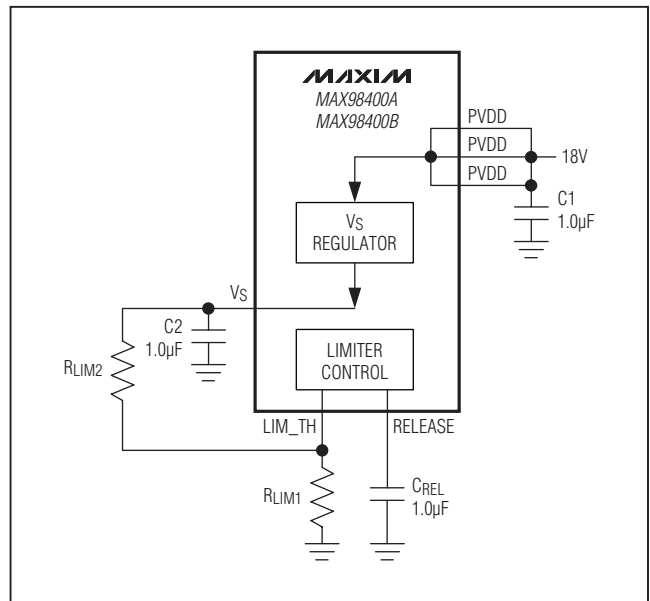 MAXIM
MAX98400A
MAX98400B
PVDD
PVDD
18V
PVDD
C1
1.0µF
VS
REGULATOR
VS
C2
1.0µF
RLIM2
LIMITER
CONTROL
LIM_TH
RELEASE
RLIM1
CREL
1.0µF